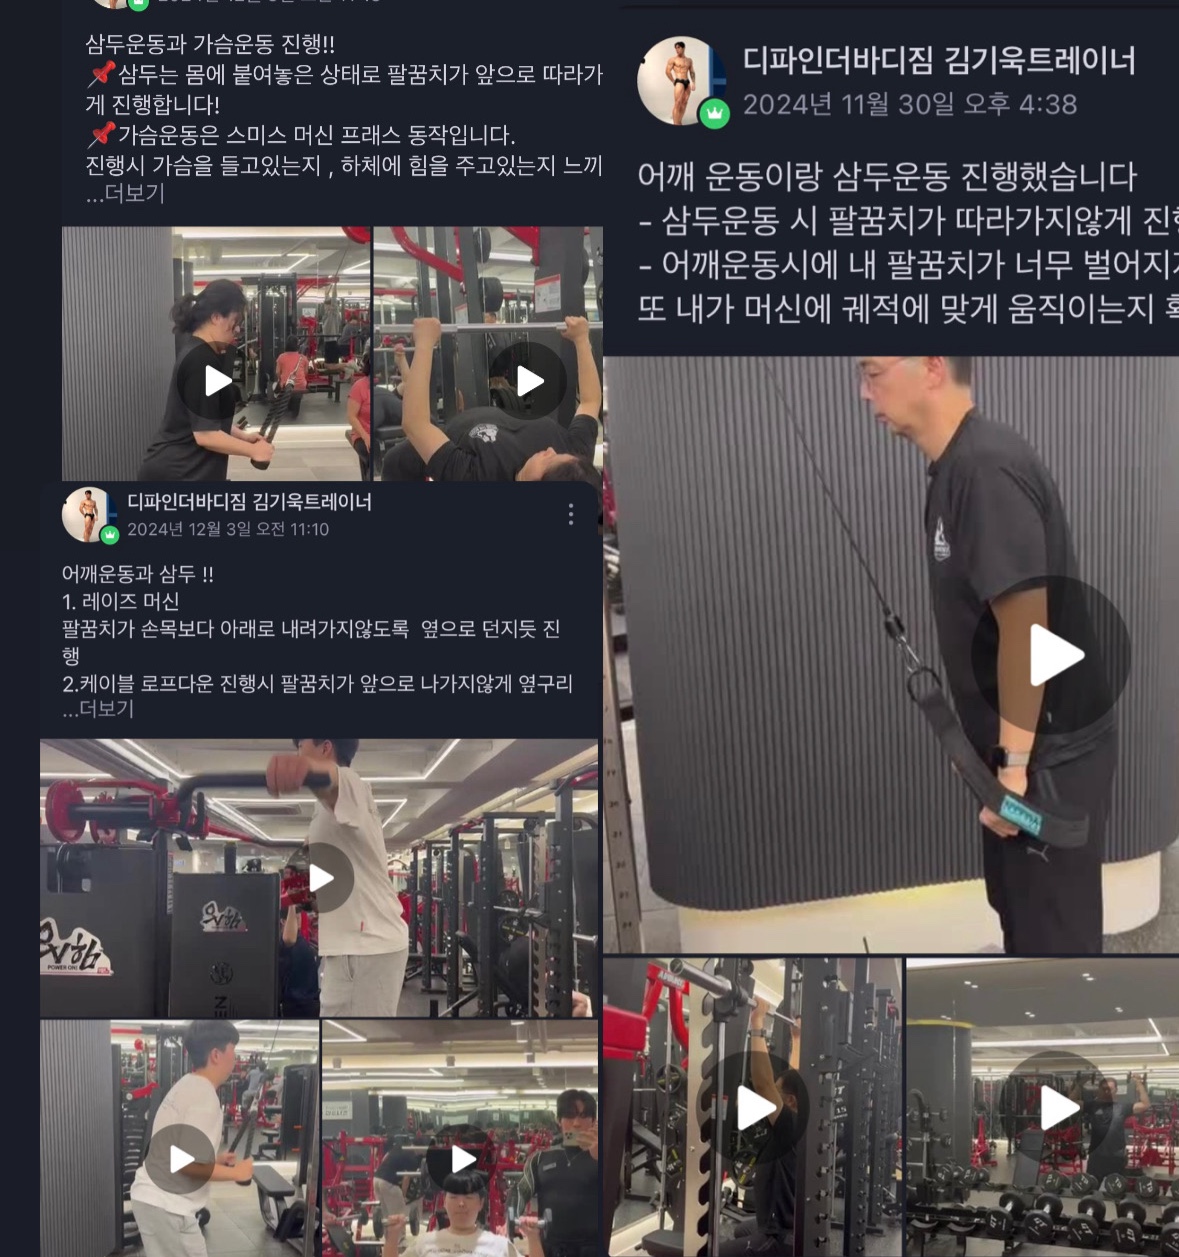 삼두운동과 가슴운동 진행!!
📌삼두는 몸에 붙여놓은 상태로 팔꿈치가 앞으로 따라가
게 진행합니다!
📌가슴운동은 스미스 머신 프래스 동작입니다.
진행시 가슴을 들고있는지 , 하체에 힘을 주고있는지 느끼
...더보기
디파인더바디짐 김기욱트레이너
2024년 12월 3일 오전 11:10
어깨운동과 삼두 !!
1. 레이즈 머신
팔꿈치가 손목보다 아래로 내려가지않도록 옆으로 던지듯 진
행
2.케이블 로프다운 진행시 팔꿈치가 앞으로 나가지않게 옆구리
...더보기
POWER
디파인더바디짐 김기욱트레이너
2024년 11월 30일 오후 4:38
어깨 운동이랑 삼두운동 진행했습니다
- 삼두운동 시 팔꿈치가 따라가지않게
- 어깨운동시에 내 팔꿈치가 너무
또 내가 머신에 궤적에 맞게 움직이는지